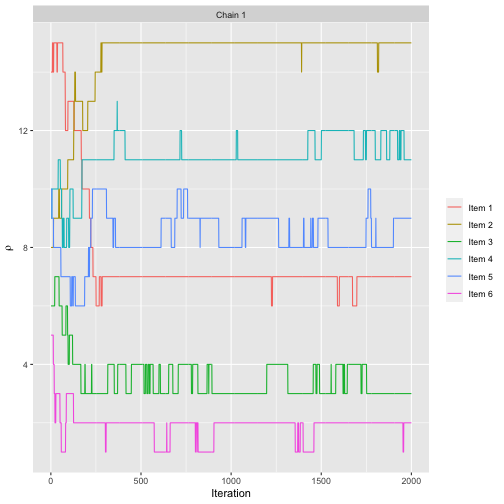 Chain 1
12
8
4
ρ
0
500
1000
1500
2000
Iteration
Item 1
Item 2
Item 3
Item 4
Item 5
Item 6